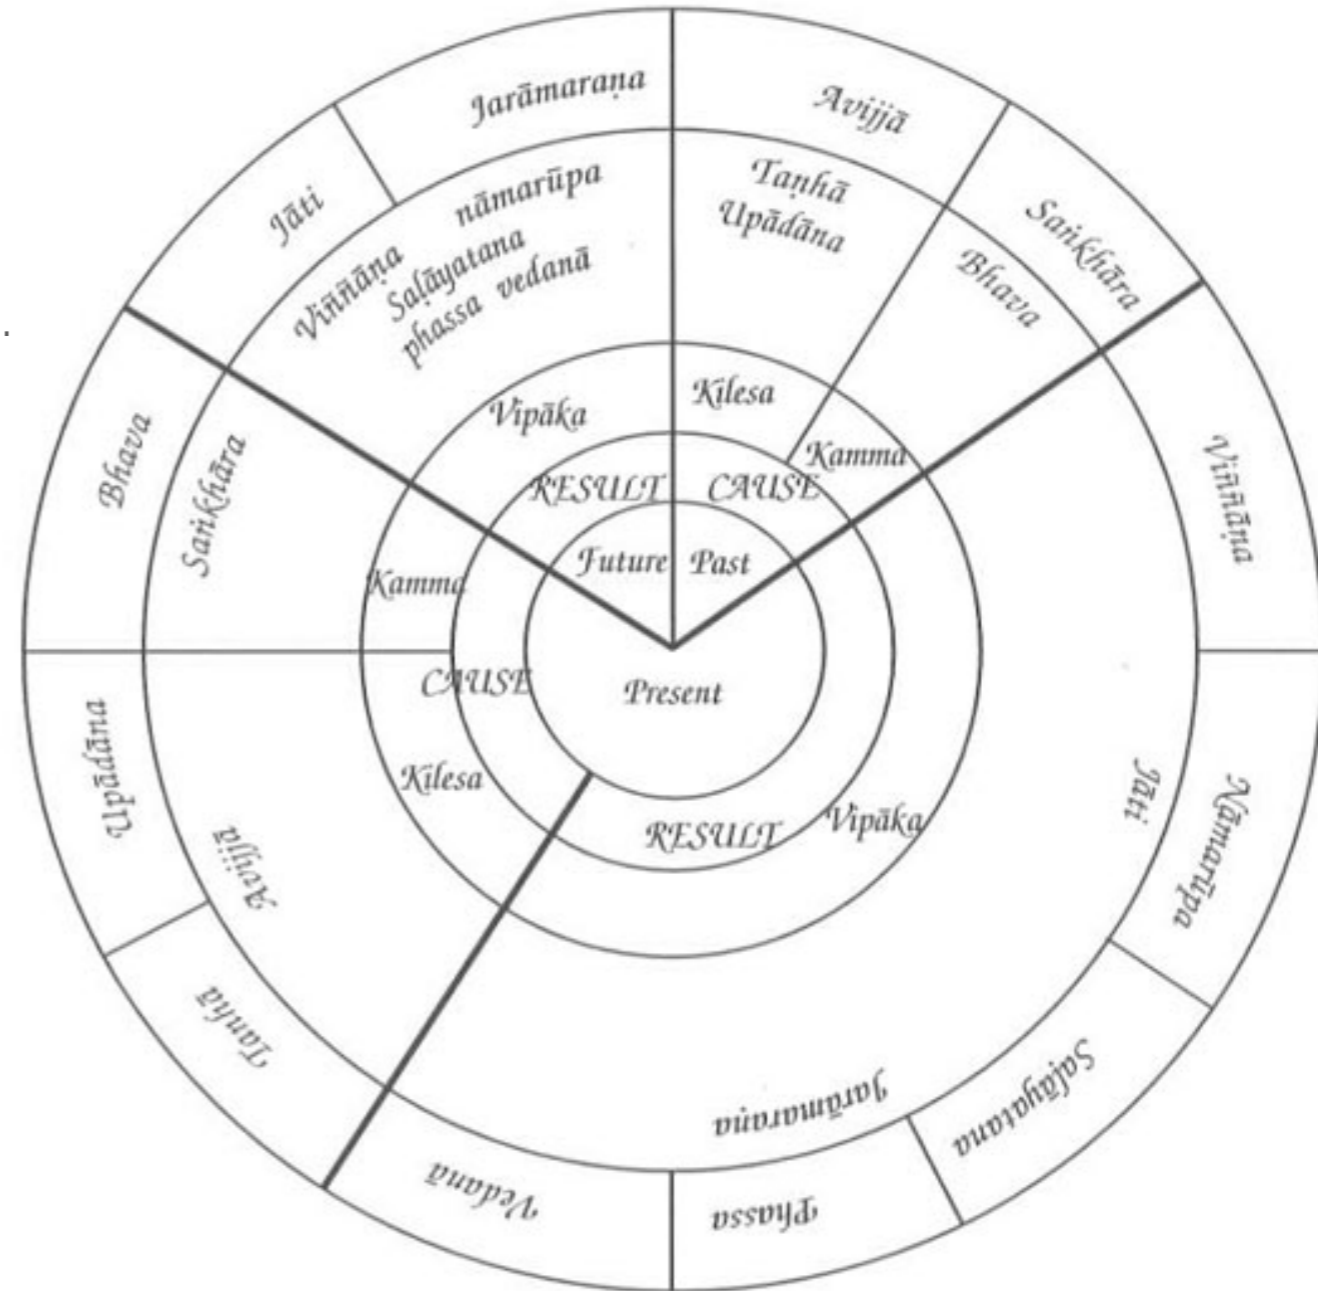 Avijjā
Saṅkhāra
Viññāṇa
Nāmarūpa
Saḷāyatana
Phassa
Vedanā
Tanhā
Upādāna
Bhava
Jāti
Jarāmaraṇa
Taṇhā
Upādāna
Bhava
Jāti
Jarāmaraṇa
Avijjā
Saṅkhāra
Viññāṇa nāmarūpa
Saḷāyatana
phassa vedanā
Kilesa
Kamma
Vipāka
Kilesa
Kamma
Vipāka
CAUSE
RESULT
CAUSE
RESULT
Past
Present
Future